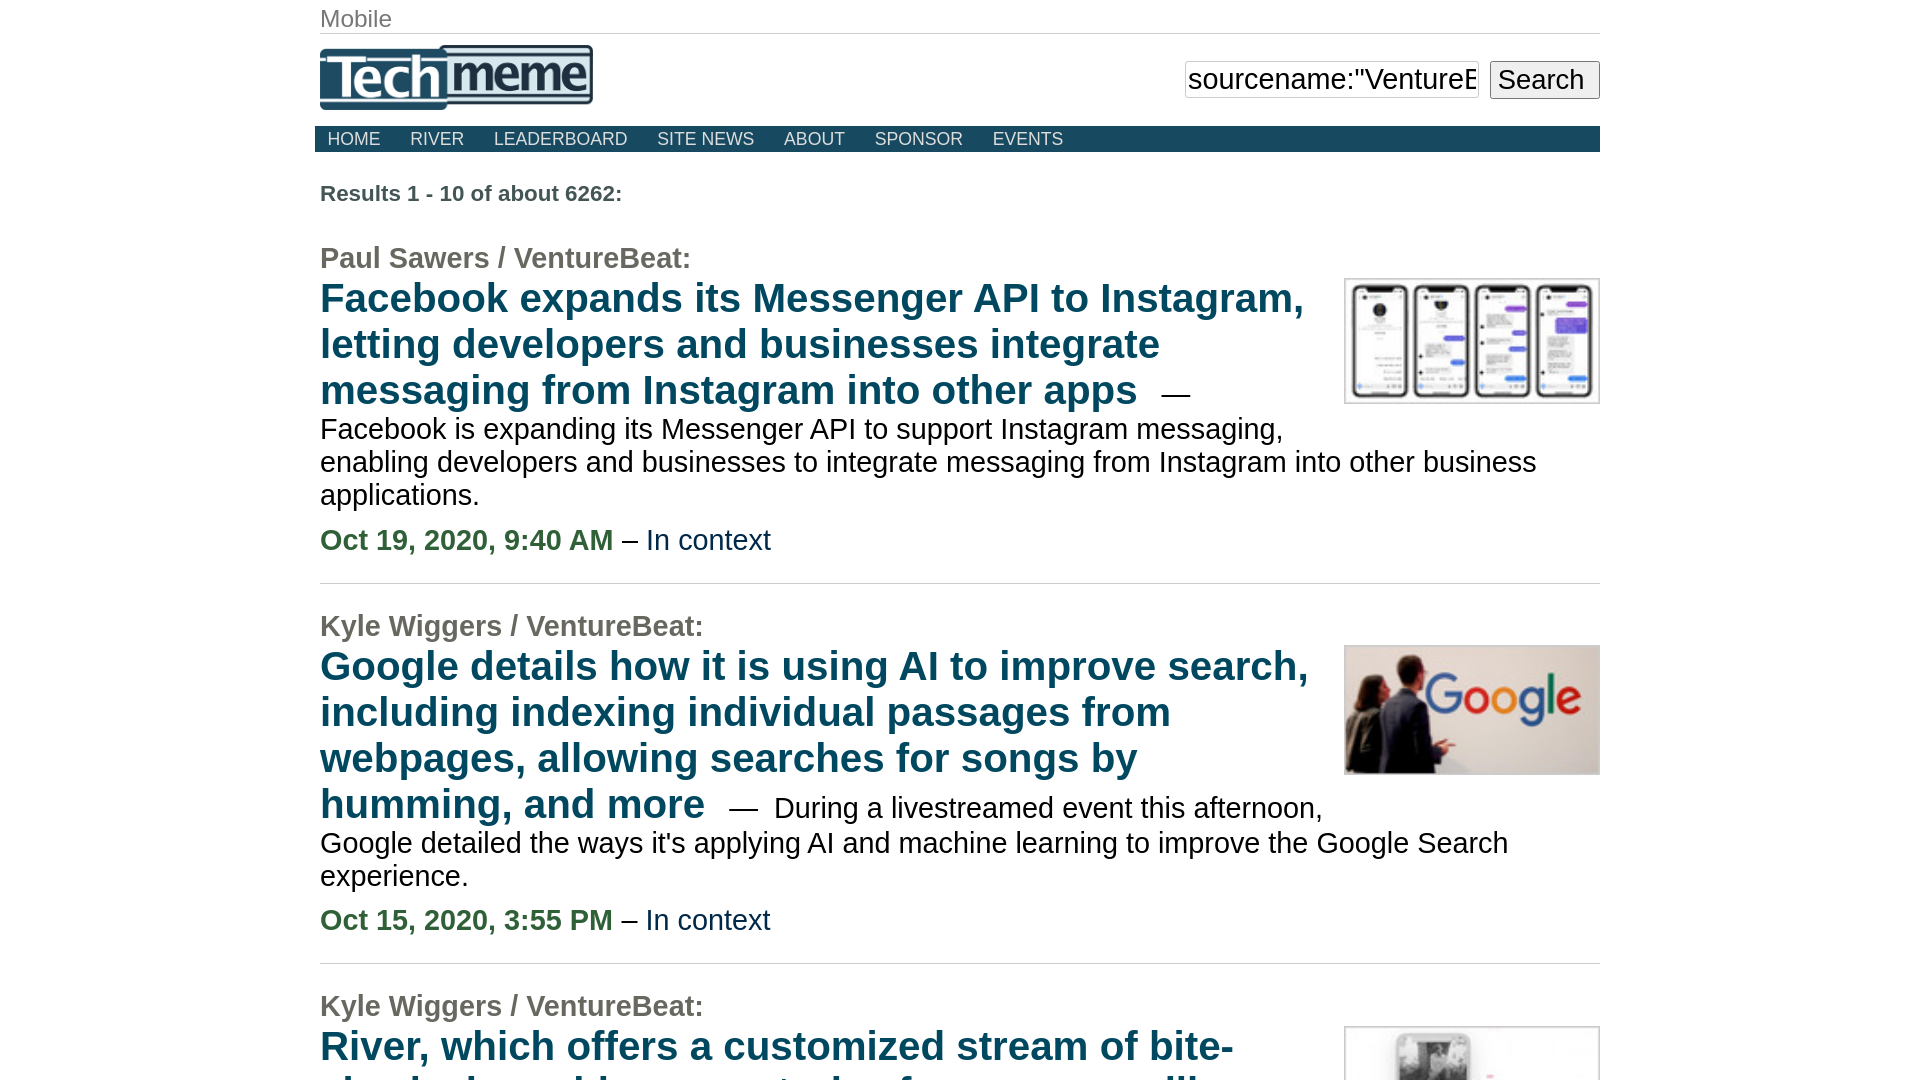 Mobile
Techmeme
sourcename:"VentureB
Search
HOME RIVER LEADERBOARD SITE NEWS ABOUT SPONSOR EVENTS
Results 1 - 10 of about 6262:
Paul Sawers / VentureBeat:
Facebook expands its Messenger API to Instagram,
letting developers and businesses integrate
messaging from Instagram into other apps —
Facebook is expanding its Messenger API to support Instagram messaging,
enabling developers and businesses to integrate messaging from Instagram into other business
applications.
Oct 19, 2020, 9:40 AM – In context
Kyle Wiggers / VentureBeat:
Google details how it is using AI to improve search,
including indexing individual passages from
webpages, allowing searches for songs by
humming, and more — During a livestreamed event this afternoon,
Google
Google detailed the ways it's applying AI and machine learning to improve the Google Search
experience.
Oct 15, 2020, 3:55 PM – In context
Kyle Wiggers / VentureBeat:
River, which offers a customized stream of bite-